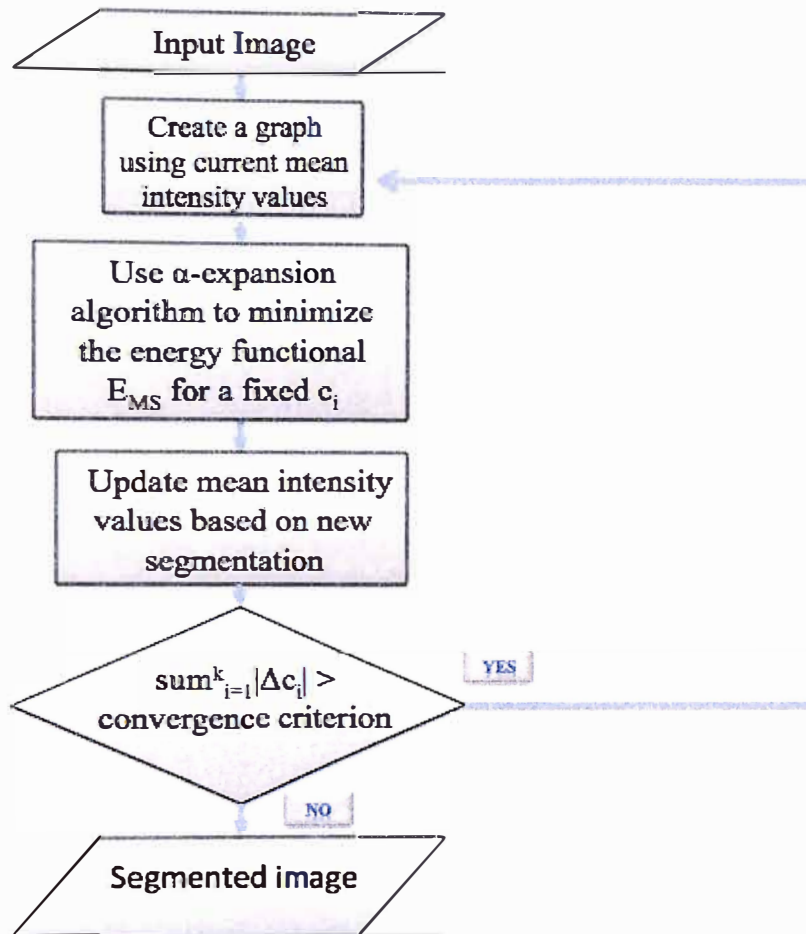 Input Image
Create a graph
using current mean
intensity values
Use α-expansion
algorithm to minimize
the energy functional
E_MS for a fixed c_i
Update mean intensity
values based on new
segmentation
sum^k_i=1|Δc_i| >
convergence criterion
YES
NO
Segmented image